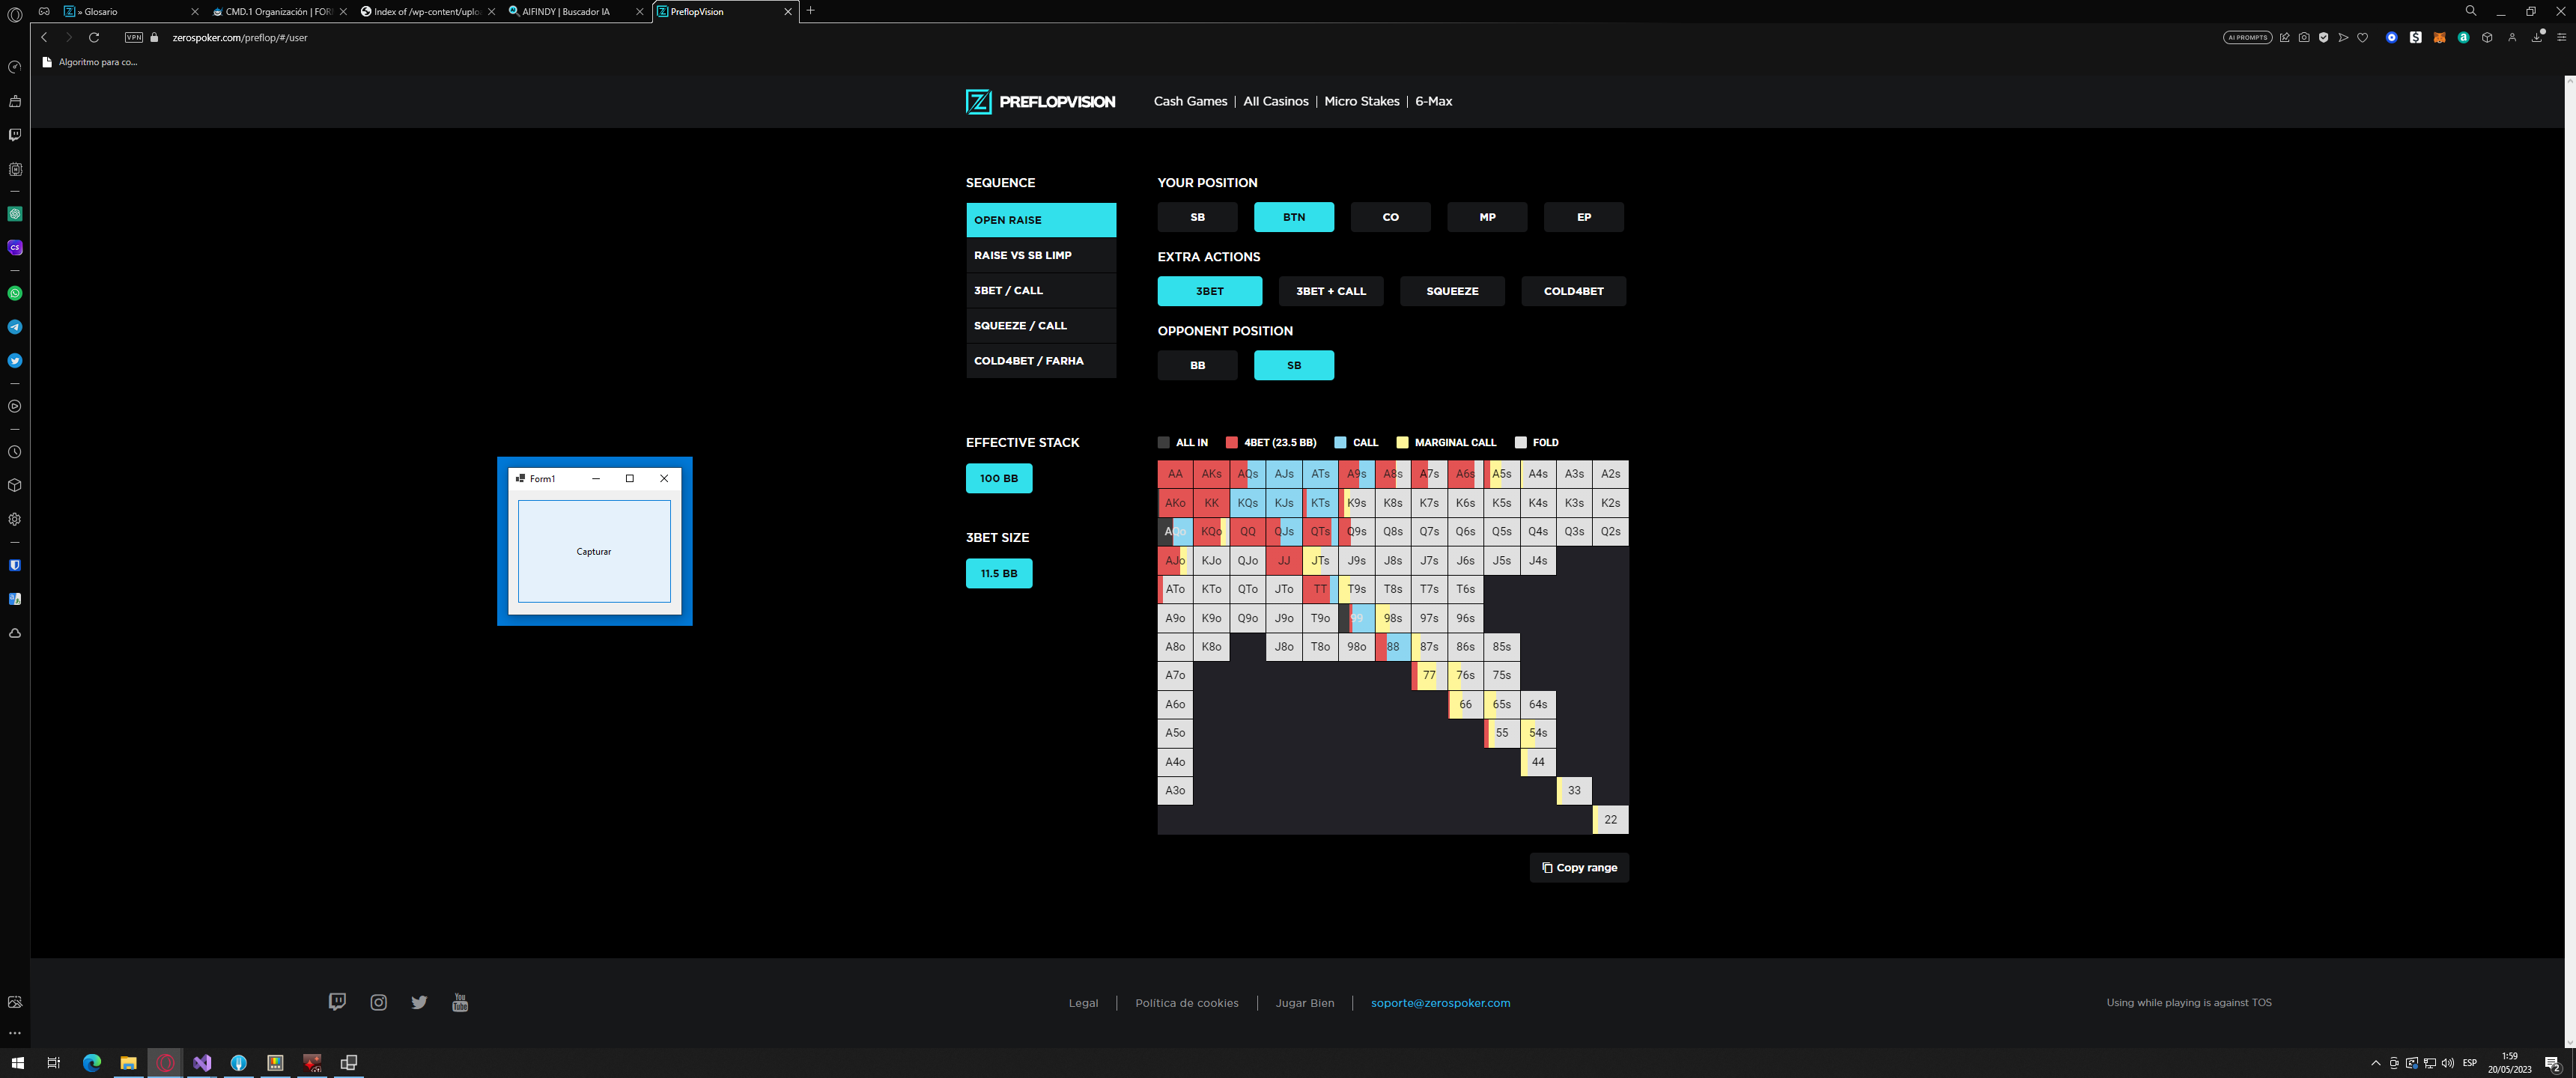 » Glosario
CMD.1 Organización | FOR
Index of /wp-content/uplo
AIFINDY | Buscador IA
PreflopVision
VPN
zerospoker.com/preflop/#/user
AI PROMPTS
Algoritmo para co...
PREFLOPVISION
Cash Games | All Casinos | Micro Stakes | 6-Max
SEQUENCE
OPEN RAISE
RAISE VS SB LIMP
3BET / CALL
SQUEEZE / CALL
COLD4BET / FARHA
YOUR POSITION
SB BTN CO MP EP
EXTRA ACTIONS
3BET 3BET + CALL SQUEEZE COLD4BET
OPPONENT POSITION
BB SB
EFFECTIVE STACK
100 BB
3BET SIZE
11.5 BB
Form1
Capturar
ALL IN 4BET (23.5 BB) CALL MARGINAL CALL FOLD
AA AKs AQs AJs ATs A9s A8s A7s A6s A5s A4s A3s A2s
AKo KK KQs KJs KTs K9s K8s K7s K6s K5s K4s K3s K2s
AQo KQo QQ QJs QTs Q9s Q8s Q7s Q6s Q5s Q4s Q3s Q2s
AJo KJo QJo JJ JTs J9s J8s J7s J6s J5s J4s
ATo KTo QTo JTo TT T9s T8s T7s T6s
A9o K9o Q9o J9o T9o 99 98s 97s 96s
A8o K8o J8o T8o 98o 88 87s 86s 85s
A7o 77 76s 75s
A6o 66 65s 64s
A5o 55 54s
A4o 44
A3o 33
22
Copy range
Legal | Política de cookies | Jugar Bien | soporte@zerospoker.com
Using while playing is against TOS
You
ESP
1:59
20/05/2023
2